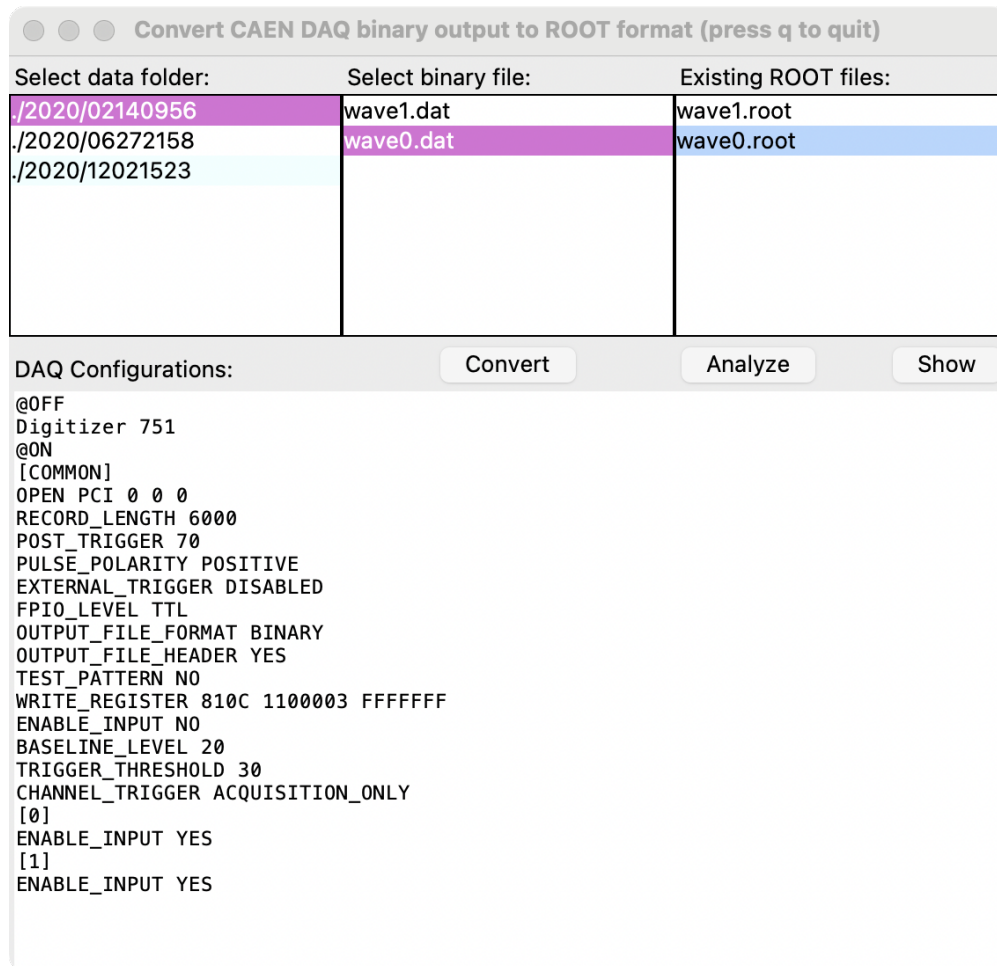 Convert CAEN DAQ binary output to ROOT format (press q to quit)
Select data folder: Select binary file: Existing ROOT files:
./2020/02140956 wave1.dat wave1.root
./2020/06272158 wave0.dat wave0.root
./2020/12021523
DAQ Configurations: Convert Analyze Show
@OFF
Digitizer 751
@ON
[COMMON]
OPEN PCI 0 0 0
RECORD_LENGTH 6000
POST_TRIGGER 70
PULSE_POLARITY POSITIVE
EXTERNAL_TRIGGER DISABLED
FPIO_LEVEL TTL
OUTPUT_FILE_FORMAT BINARY
OUTPUT_FILE_HEADER YES
TEST_PATTERN NO
WRITE_REGISTER 810C 1100003 FFFFFFF
ENABLE_INPUT NO
BASELINE_LEVEL 20
TRIGGER_THRESHOLD 30
CHANNEL_TRIGGER ACQUISITION_ONLY
[0]
ENABLE_INPUT YES
[1]
ENABLE_INPUT YES